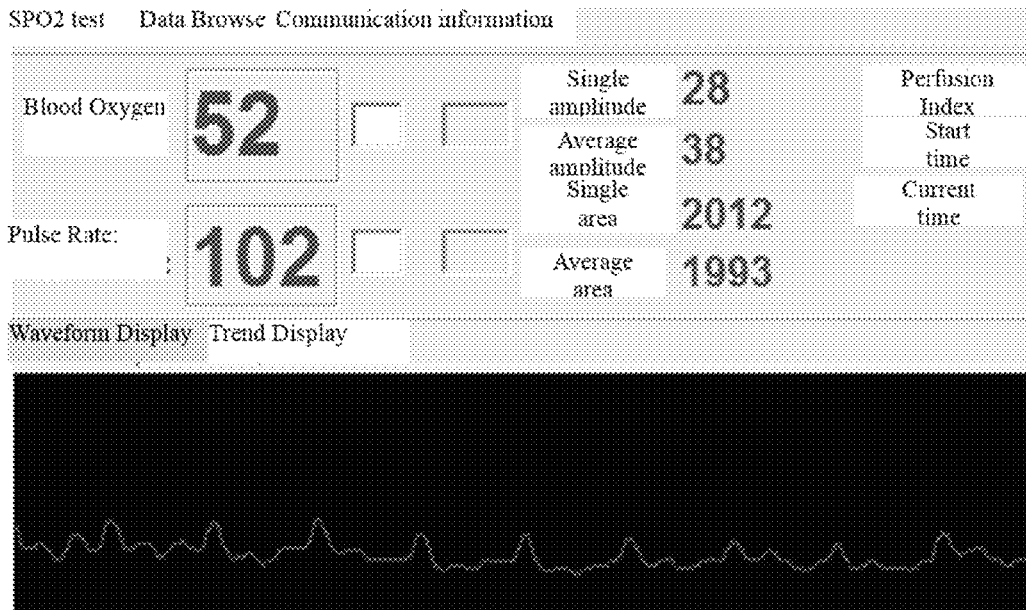 SPO2 test Data Browse Communication information
Blood Oxygen
52
Single
amplitude
28
Perfusion
Index
Average
amplitude
38
Start
time
Single
area
2012
Current
time
Pulse Rate:
:
102
Average
area
1993
Waveform Display Trend Display